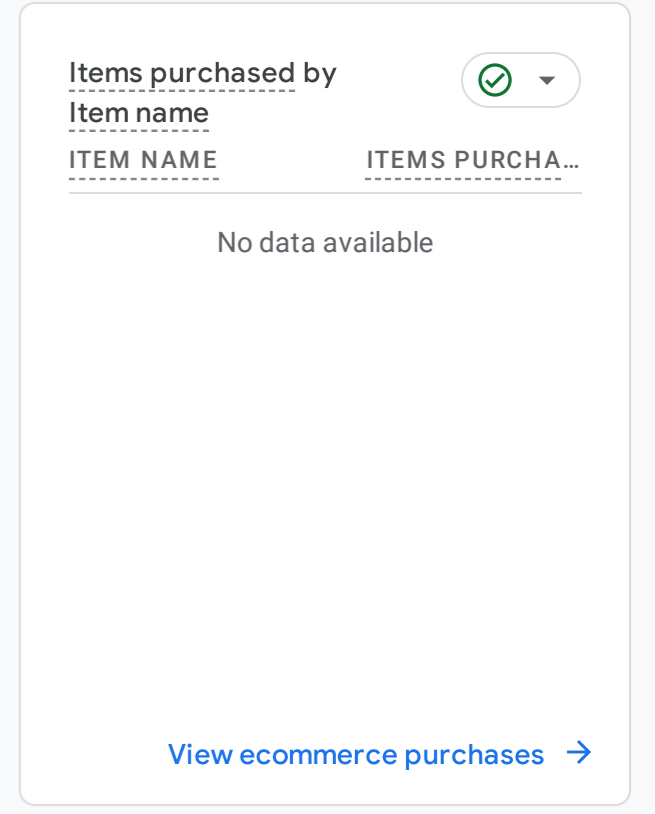 Items purchased by
Item name
ITEM NAME ITEMS PURCHA…
No data available
View ecommerce purchases